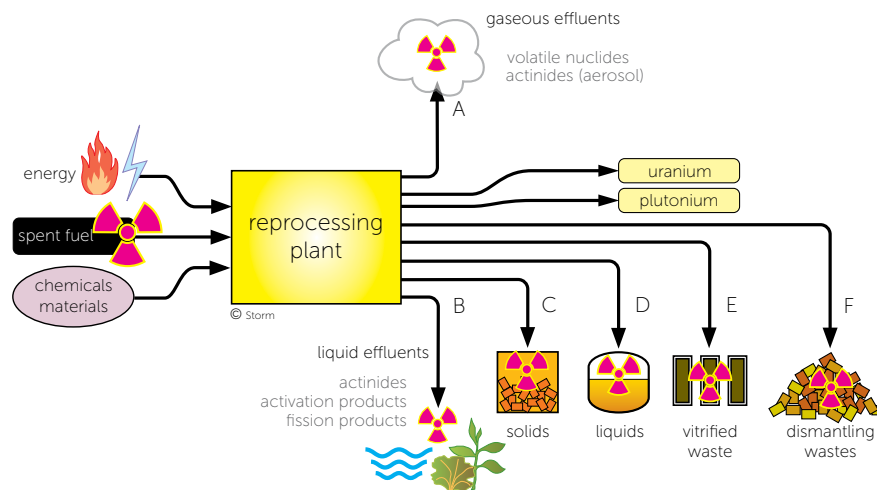 gaseous effluents
volatile nuclides
actinides (aerosol)
A
energy
uranium
plutonium
spent fuel
reprocessing
plant
chemicals
materials
© Storm
B
C
D
E
F
liquid effluents
actinides
activation products
fission products
solids
liquids
vitrified
waste
dismantling
wastes